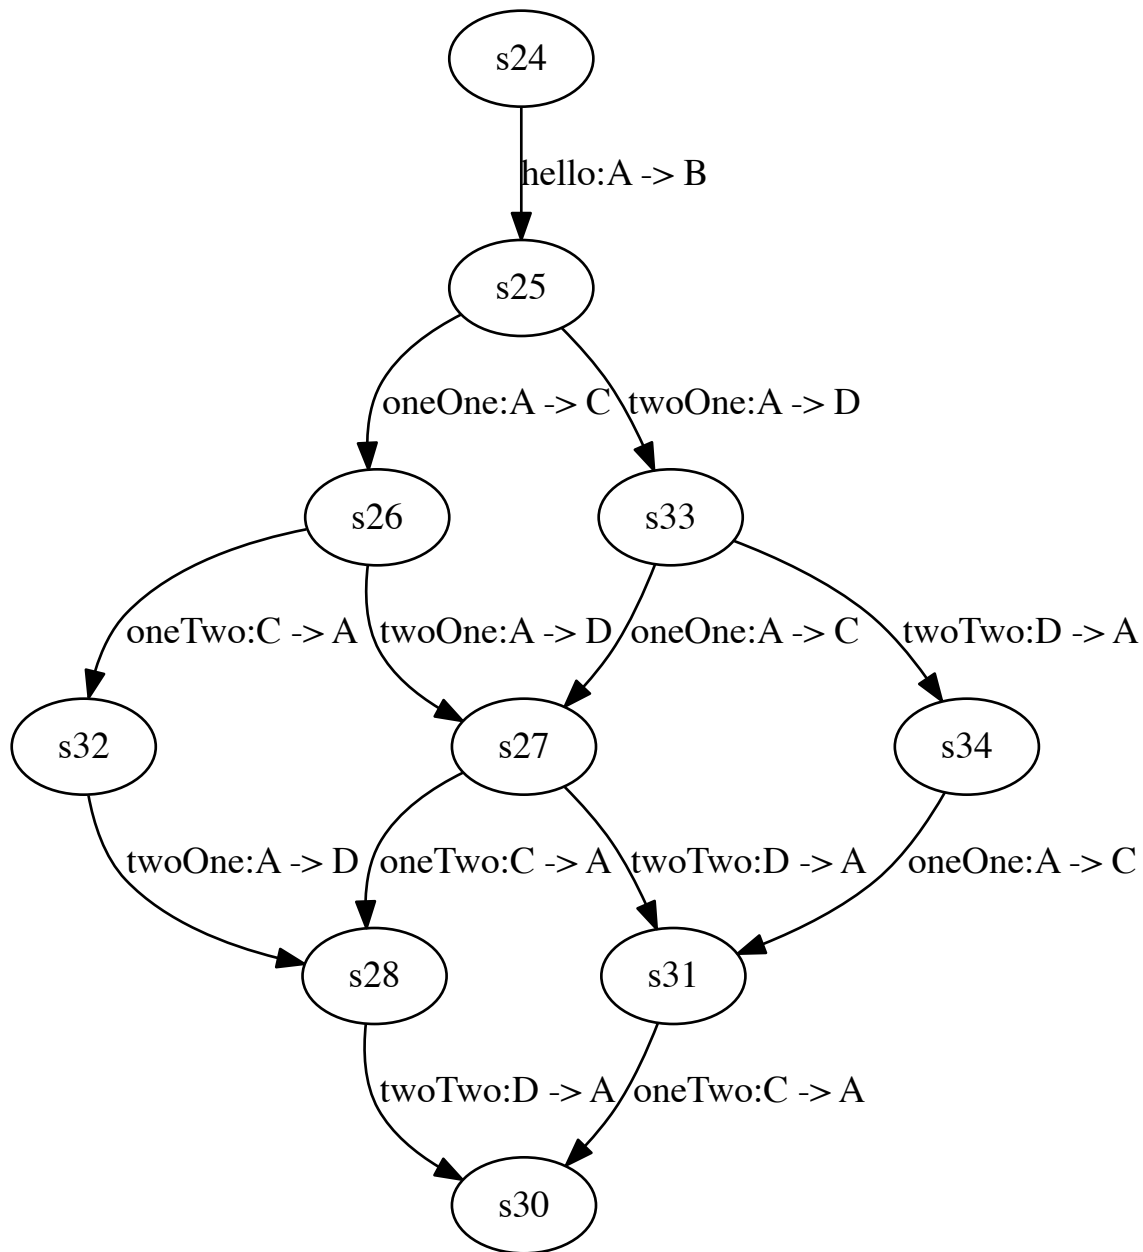 s24
hello:A -> B
s25
oneOne:A -> C
twoOne:A -> D
s26
s33
oneTwo:C -> A
twoOne:A -> D
oneOne:A -> C
twoTwo:D -> A
s32
s27
s34
twoOne:A -> D
oneTwo:C -> A
twoTwo:D -> A
oneOne:A -> C
s28
s31
twoTwo:D -> A
oneTwo:C -> A
s30